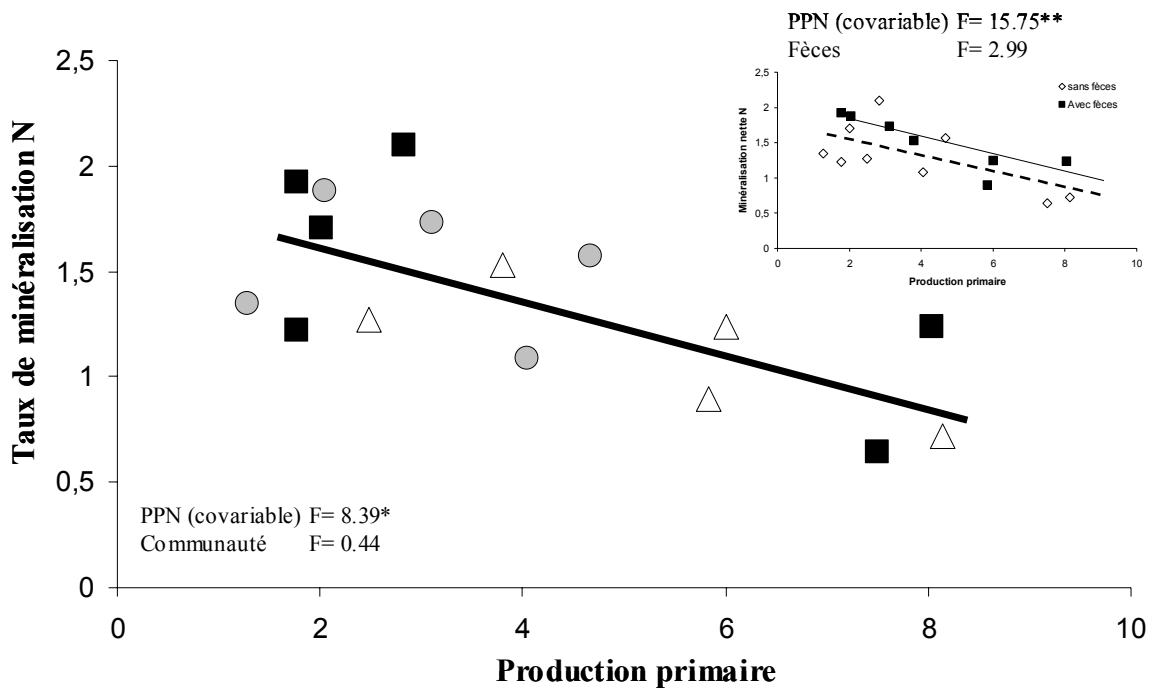 PPN (covariable) F= 15.75**
Fèces F= 2.99
2,5
2
1,5
1
0,5
0
Minéralisation nette N
sans fèces
Avec fèces
0 2 4 6 8 10
Production primaire
Taux de minéralisation N
2,5
2
1,5
1
0,5
0
PPN (covariable) F= 8.39*
Communauté F= 0.44
0 2 4 6 8 10
Production primaire